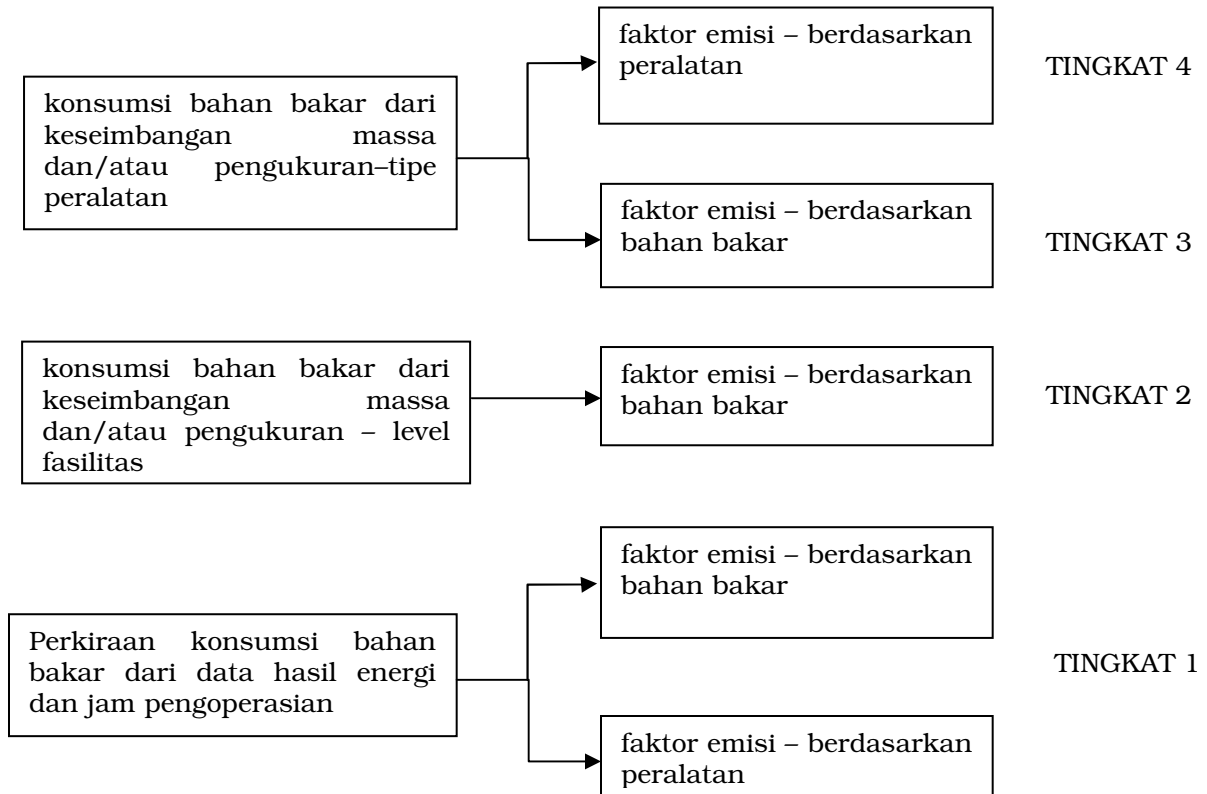 faktor emisi – berdasarkan
peralatan
TINGKAT 4
konsumsi bahan bakar dari
keseimbangan massa
dan/atau pengukuran–tipe
peralatan
faktor emisi – berdasarkan
bahan bakar
TINGKAT 3
konsumsi bahan bakar dari
keseimbangan massa
dan/atau pengukuran – level
fasilitas
faktor emisi – berdasarkan
bahan bakar
TINGKAT 2
faktor emisi – berdasarkan
bahan bakar
Perkiraan konsumsi bahan
bakar dari data hasil energi
dan jam pengoperasian
TINGKAT 1
faktor emisi – berdasarkan
peralatan